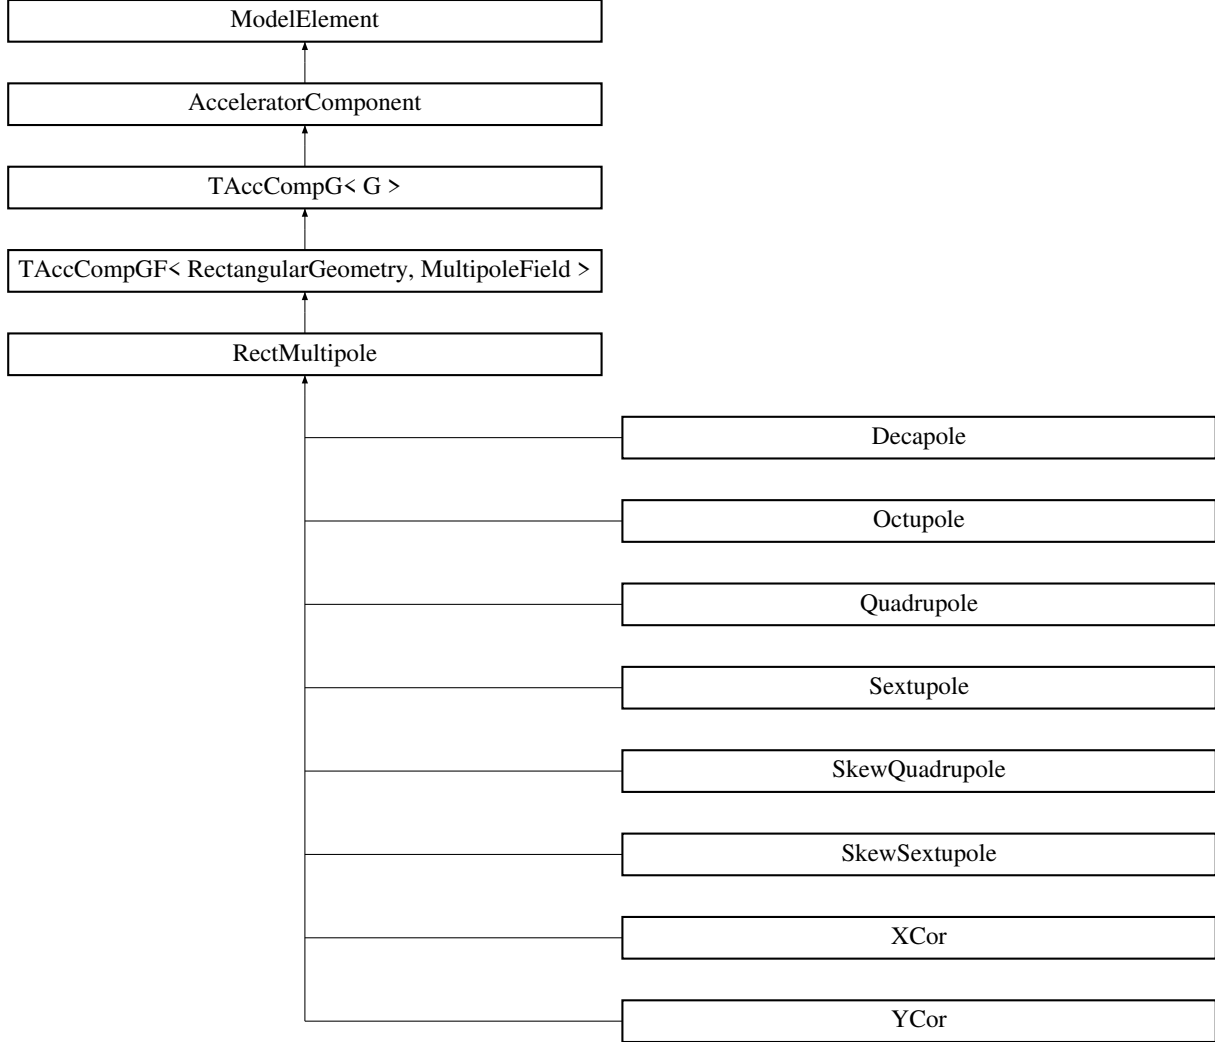 ModelElement
AcceleratorComponent
TAccCompG< G >
TAccCompGF< RectangularGeometry, MultipoleField >
RectMultipole
Decapole
Octupole
Quadrupole
Sextupole
SkewQuadrupole
SkewSextupole
XCor
YCor